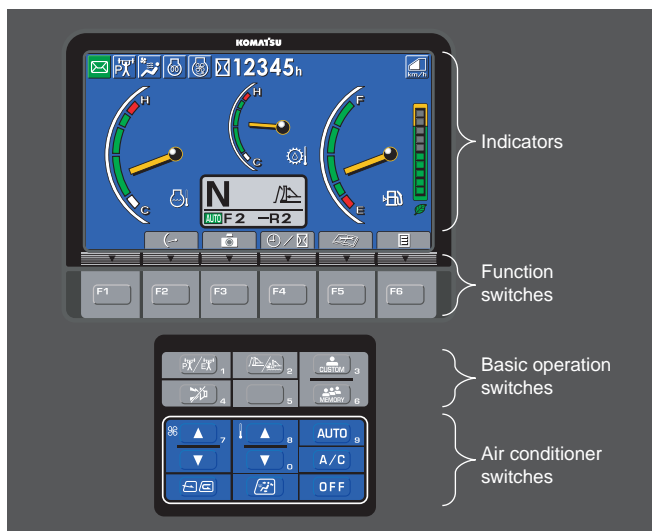 KOMATSU
P 12345h km/h
H H F
C C E
N
AUTO F2 −R2
Indicators
F1 F2 F3 F4 F5 F6
Function
switches
P/E 1 2 CUSTOM 3
4 5 MEMORY 6
Basic operation
switches
7 8 AUTO 9
0 A/C
OFF
Air conditioner
switches